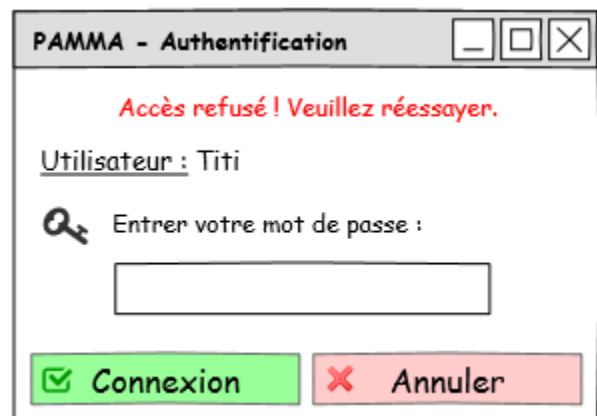 PAMMA - Authentification
Accès refusé ! Veuillez réessayer.
Utilisateur : Titi
Entrer votre mot de passe :
Connexion
Annuler